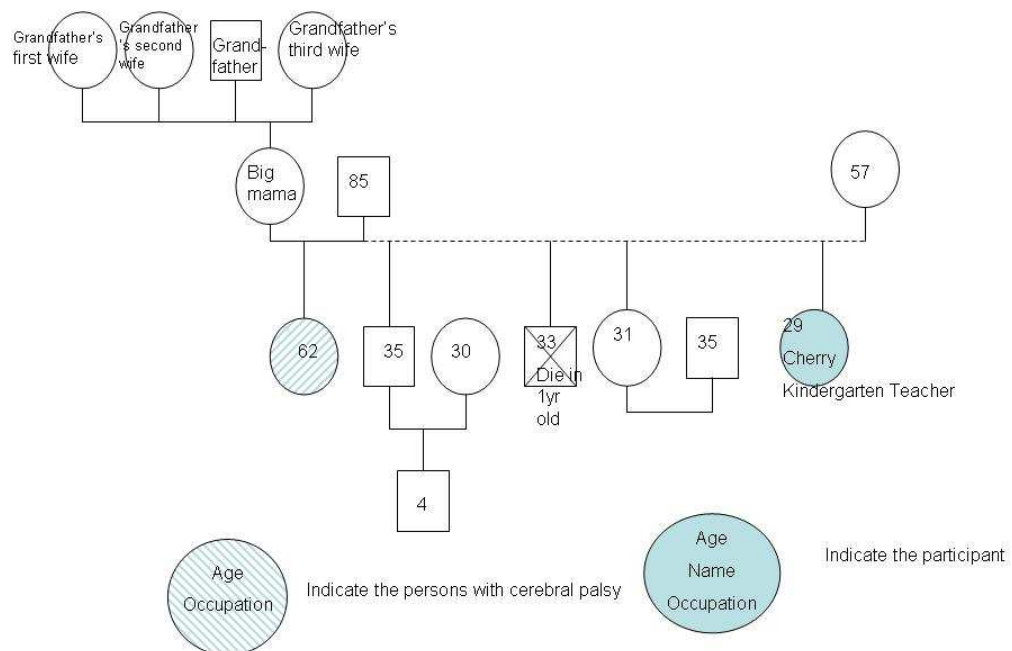 Grandfather's
first wife
Grandfather
's second
wife
Grand-
father
Grandfather's
third wife
Big
mama
85
57
62
35
30
33
Die in
1yr
old
31
35
29
Cherry
Kindergarten Teacher
4
Age
Occupation
Indicate the persons with cerebral palsy
Age
Name
Occupation
Indicate the participant